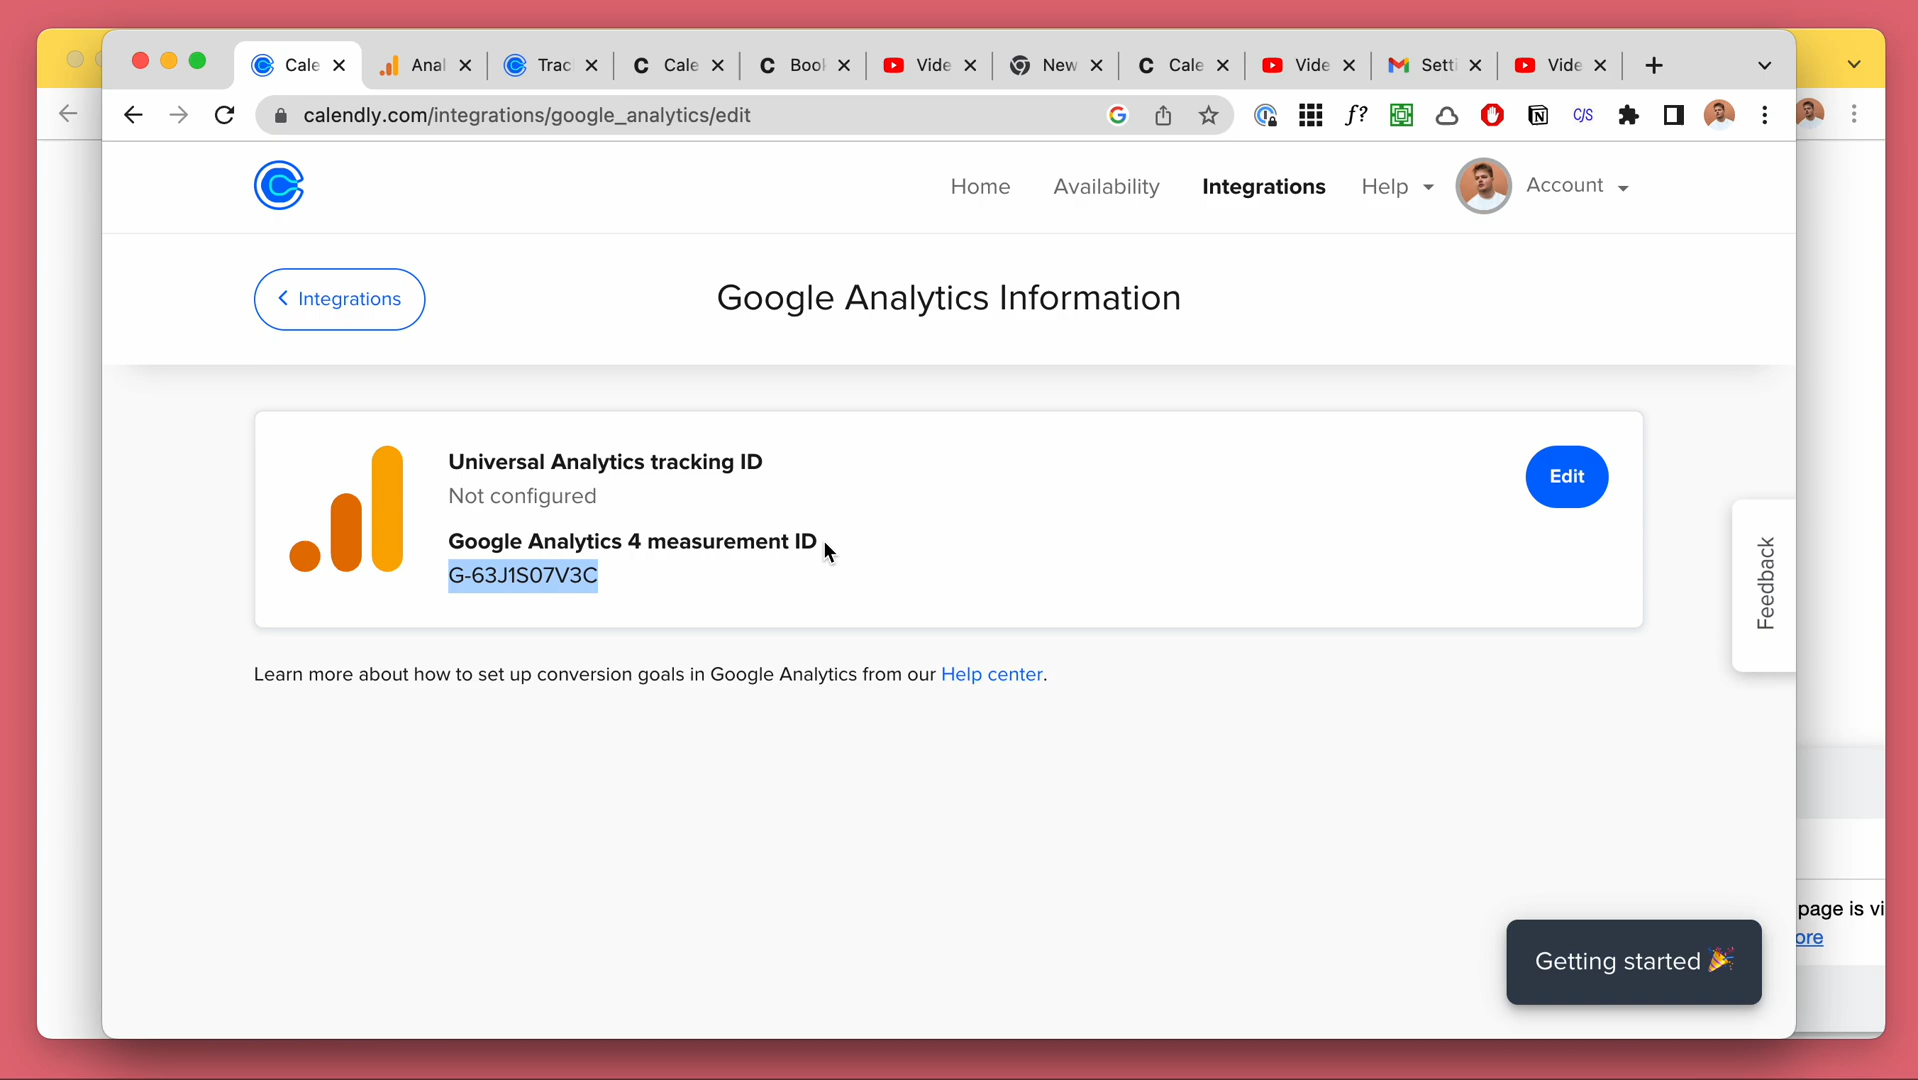 Cale
Anal
Trac
Cale
Book
Vide
New
Cale
Vide
Setti
Vide
calendly.com/integrations/google_analytics/edit
Home
Availability
Integrations
Help
Account
Integrations
Google Analytics Information
Universal Analytics tracking ID
Not configured
Edit
Google Analytics 4 measurement ID
G-63J1S07V3C
Feedback
Learn more about how to set up conversion goals in Google Analytics from our Help center.
page is vi
ore
Getting started 🎉